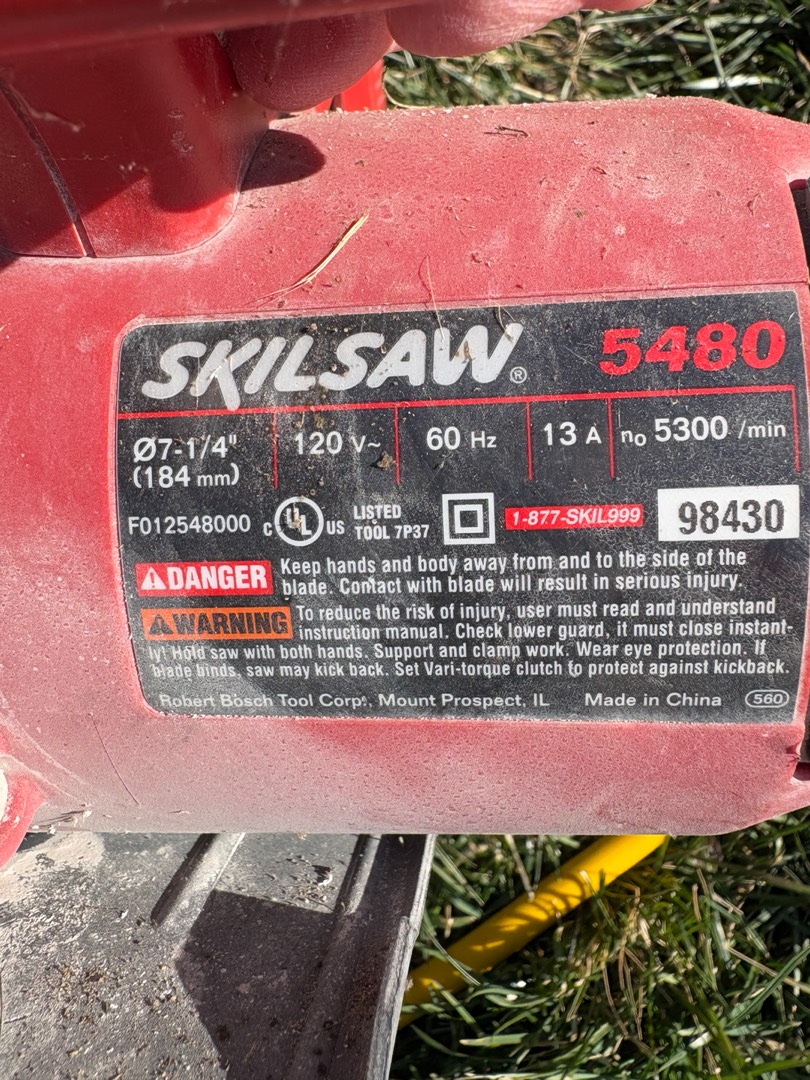 SKILSAW® 5480
Ø7-1/4" 120 V~ 60 Hz 13 A n₀ 5300 /min
(184 mm)
F012548000 c UL US LISTED TOOL 7P37 1-877-SKIL999 98430
DANGER Keep hands and body away from and to the side of the
blade. Contact with blade will result in serious injury.
WARNING To reduce the risk of injury, user must read and understand
instruction manual. Check lower guard, it must close instant-
ly! Hold saw with both hands. Support and clamp work. Wear eye protection. If
blade binds, saw may kick back. Set Vari-torque clutch to protect against kickback.
Robert Bosch Tool Corp., Mount Prospect, IL Made in China 560